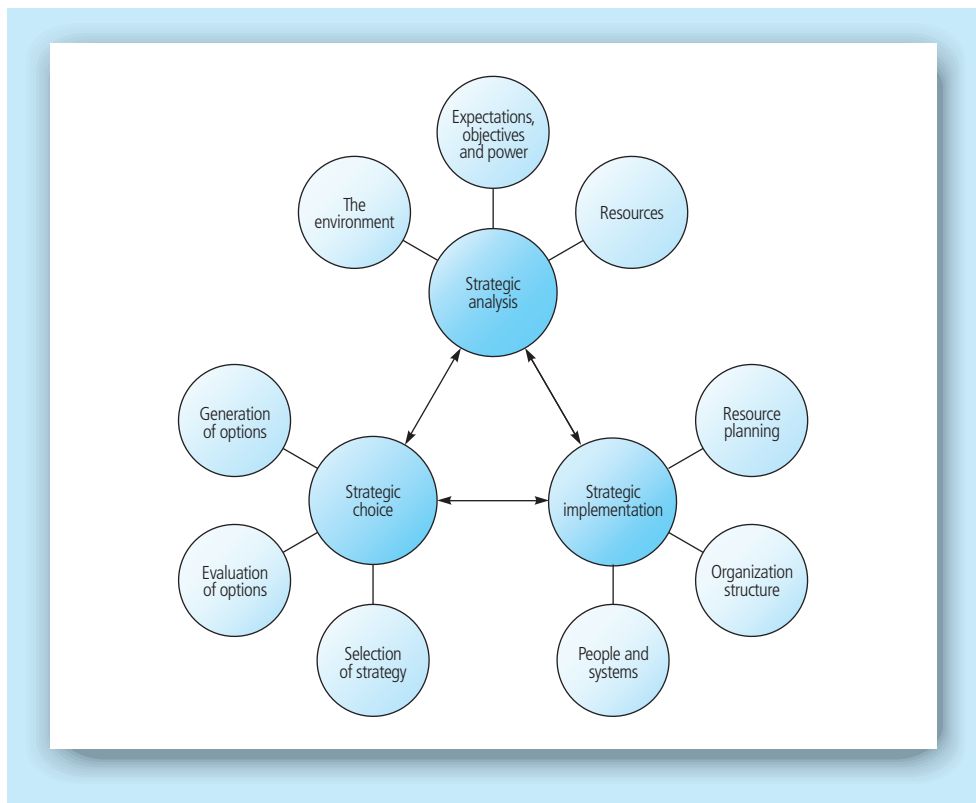 Expectations,
objectives
and power
The
environment
Resources
Strategic
analysis
Generation
of options
Resource
planning
Strategic
choice
Strategic
implementation
Evaluation
of options
Organization
structure
Selection
of strategy
People and
systems